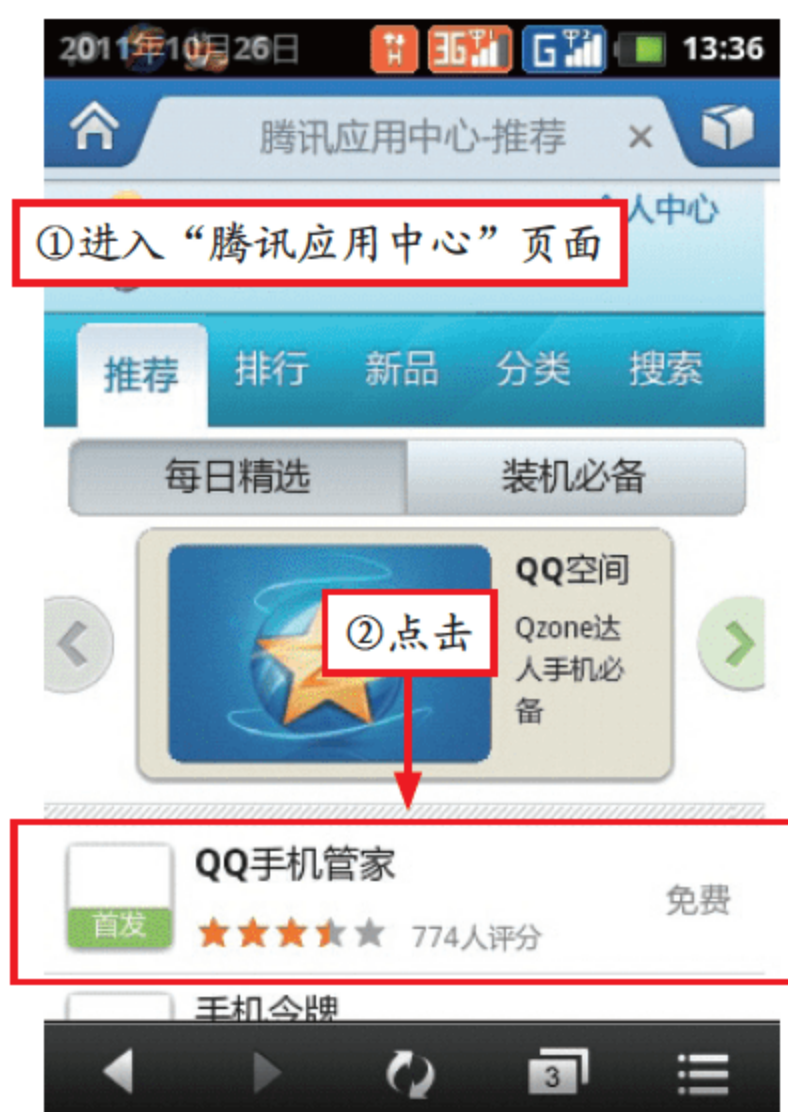 2011年10月26日 H 3G 1 G 2 13:36
腾讯应用中心-推荐 ×
人中心
①进入“腾讯应用中心”页面
推荐 排行 新品 分类 搜索
每日精选 装机必备
QQ空间
Qzone达
人手机必
备
②点击
QQ手机管家
首发
774人评分
免费
手机令牌
3